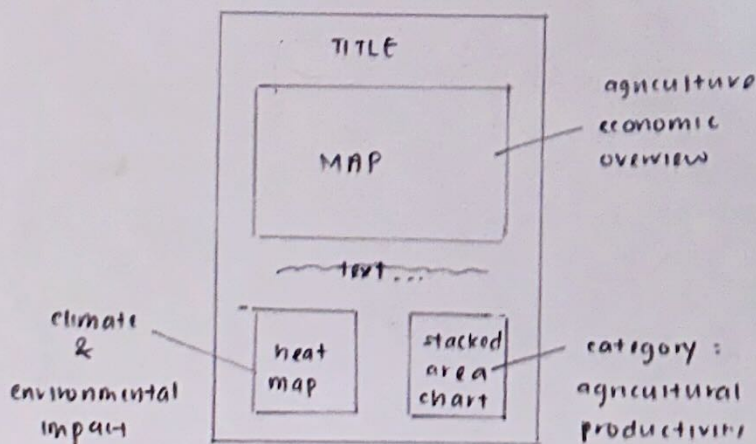 TITLE
MAP
agriculture
economic
overview
text...
climate
&
environmental
impact
heat
map
stacked
area
chart
category :
agricultural
productivity